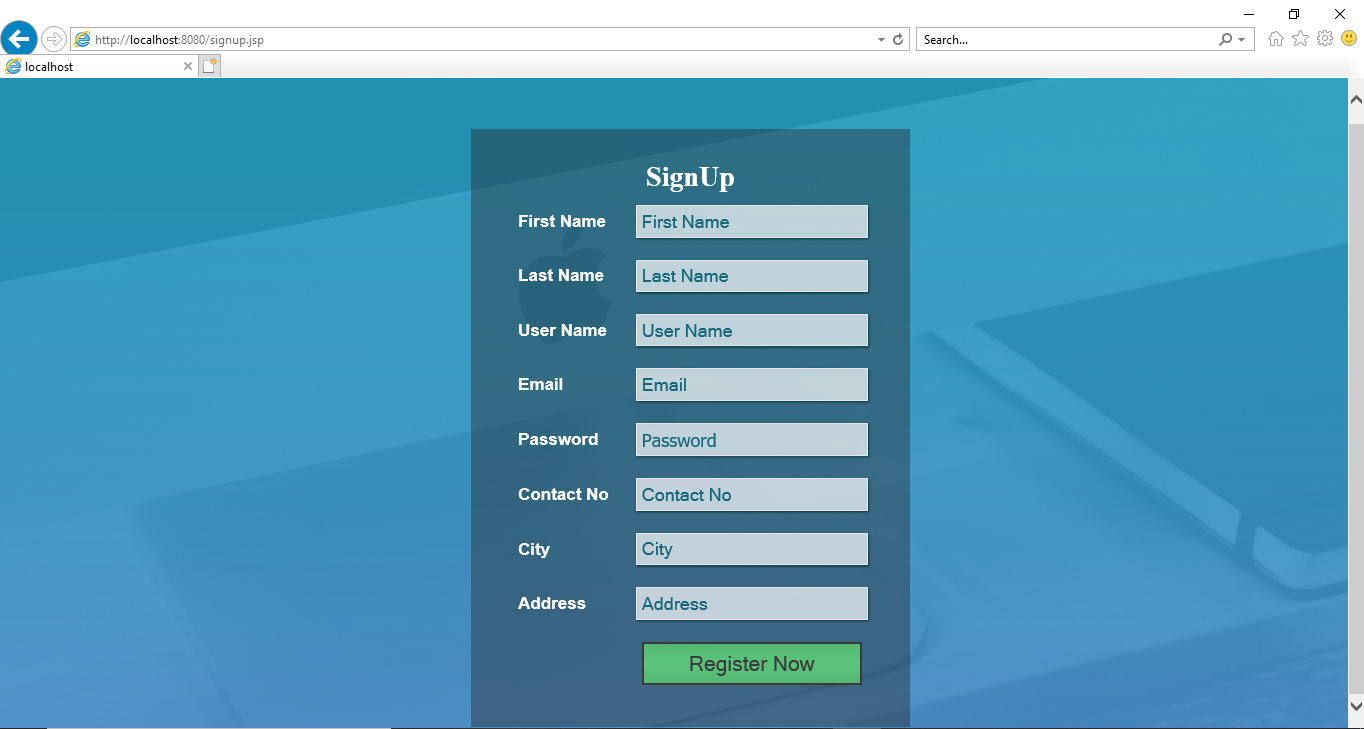 http://localhost:8080/signup.jsp
Search...
localhost
SignUp
First Name First Name
Last Name Last Name
User Name User Name
Email Email
Password Password
Contact No Contact No
City City
Address Address
Register Now